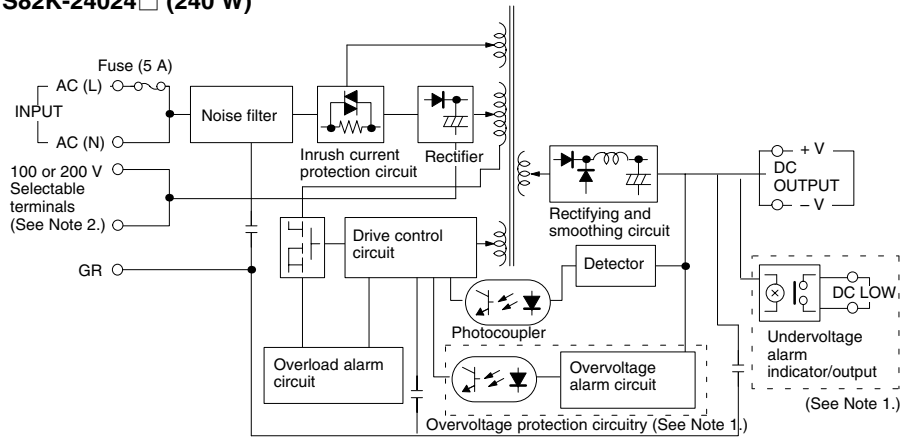 S82K-24024□ (240 W)
Fuse (5 A)
AC (L)
INPUT
AC (N)
Noise filter
Inrush current
protection circuit
Rectifier
100 or 200 V
Selectable
terminals
(See Note 2.)
GR
Drive control
circuit
Rectifying and
smoothing circuit
+ V
DC
OUTPUT
– V
Detector
DC LOW
Photocoupler
Undervoltage
alarm
indicator/output
Overload alarm
circuit
Overvoltage
alarm circuit
(See Note 1.)
Overvoltage protection circuitry (See Note 1.)